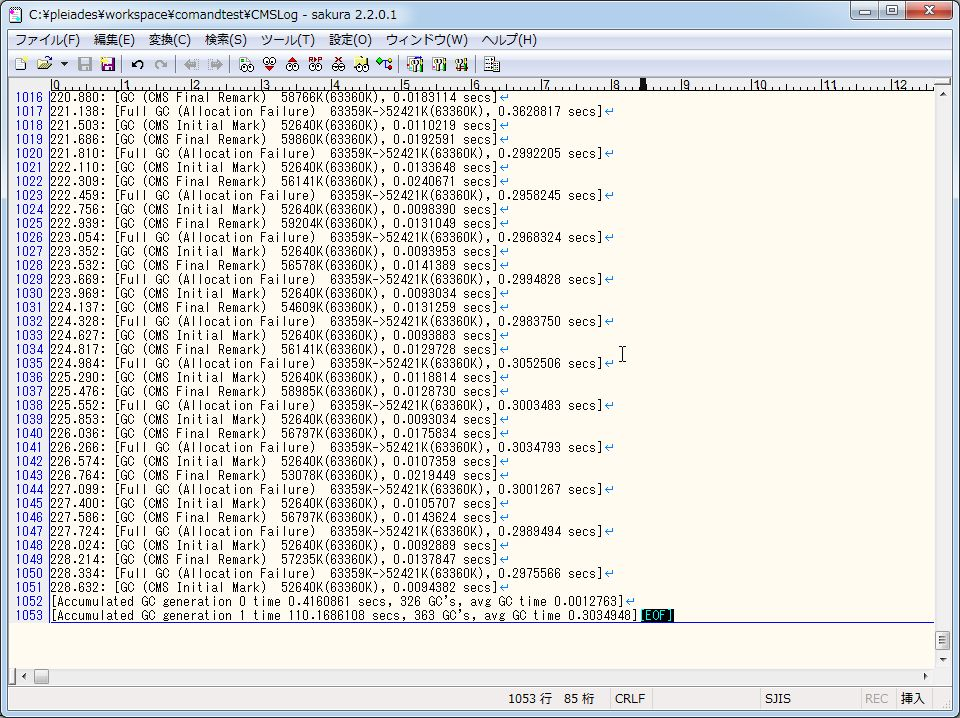 C:¥pleiades¥workspace¥comandtest¥CMSLog - sakura 2.2.0.1
ファイル(F) 編集(E) 変換(C) 検索(S) ツール(T) 設定(O) ウィンドウ(W) ヘルプ(H)
0 1 2 3 4 5 6 7 8 9 10 11 12
1016 220.880: [GC (CMS Final Remark)  58766K(63360K), 0.0183114 secs]↵
1017 221.138: [Full GC (Allocation Failure)  63359K->52421K(63360K), 0.3628817 secs]↵
1018 221.503: [GC (CMS Initial Mark)  52640K(63360K), 0.0110219 secs]↵
1019 221.686: [GC (CMS Final Remark)  59860K(63360K), 0.0192591 secs]↵
1020 221.810: [Full GC (Allocation Failure)  63359K->52421K(63360K), 0.2992205 secs]↵
1021 222.110: [GC (CMS Initial Mark)  52640K(63360K), 0.0133648 secs]↵
1022 222.309: [GC (CMS Final Remark)  56141K(63360K), 0.0240671 secs]↵
1023 222.459: [Full GC (Allocation Failure)  63359K->52421K(63360K), 0.2958245 secs]↵
1024 222.756: [GC (CMS Initial Mark)  52640K(63360K), 0.0098390 secs]↵
1025 222.939: [GC (CMS Final Remark)  59204K(63360K), 0.0131049 secs]↵
1026 223.054: [Full GC (Allocation Failure)  63359K->52421K(63360K), 0.2968324 secs]↵
1027 223.352: [GC (CMS Initial Mark)  52640K(63360K), 0.0093953 secs]↵
1028 223.532: [GC (CMS Final Remark)  56578K(63360K), 0.0141389 secs]↵
1029 223.669: [Full GC (Allocation Failure)  63359K->52421K(63360K), 0.2994828 secs]↵
1030 223.969: [GC (CMS Initial Mark)  52640K(63360K), 0.0093034 secs]↵
1031 224.137: [GC (CMS Final Remark)  54609K(63360K), 0.0131259 secs]↵
1032 224.328: [Full GC (Allocation Failure)  63359K->52421K(63360K), 0.2983750 secs]↵
1033 224.627: [GC (CMS Initial Mark)  52640K(63360K), 0.0093883 secs]↵
1034 224.817: [GC (CMS Final Remark)  56141K(63360K), 0.0129728 secs]↵
1035 224.984: [Full GC (Allocation Failure)  63359K->52421K(63360K), 0.3052506 secs]↵
1036 225.290: [GC (CMS Initial Mark)  52640K(63360K), 0.0118814 secs]↵
1037 225.476: [GC (CMS Final Remark)  58985K(63360K), 0.0128730 secs]↵
1038 225.552: [Full GC (Allocation Failure)  63359K->52421K(63360K), 0.3003483 secs]↵
1039 225.853: [GC (CMS Initial Mark)  52640K(63360K), 0.0093034 secs]↵
1040 226.036: [GC (CMS Final Remark)  56797K(63360K), 0.0175834 secs]↵
1041 226.266: [Full GC (Allocation Failure)  63359K->52421K(63360K), 0.3034793 secs]↵
1042 226.574: [GC (CMS Initial Mark)  52640K(63360K), 0.0107359 secs]↵
1043 226.764: [GC (CMS Final Remark)  53078K(63360K), 0.0219449 secs]↵
1044 227.099: [Full GC (Allocation Failure)  63359K->52421K(63360K), 0.3001267 secs]↵
1045 227.400: [GC (CMS Initial Mark)  52640K(63360K), 0.0105707 secs]↵
1046 227.586: [GC (CMS Final Remark)  56797K(63360K), 0.0143624 secs]↵
1047 227.724: [Full GC (Allocation Failure)  63359K->52421K(63360K), 0.2989494 secs]↵
1048 228.024: [GC (CMS Initial Mark)  52640K(63360K), 0.0092889 secs]↵
1049 228.214: [GC (CMS Final Remark)  57235K(63360K), 0.0137847 secs]↵
1050 228.334: [Full GC (Allocation Failure)  63359K->52421K(63360K), 0.2975566 secs]↵
1051 228.632: [GC (CMS Initial Mark)  52640K(63360K), 0.0094382 secs]↵
1052 [Accumulated GC generation 0 time 0.4160861 secs, 326 GC's, avg GC time 0.0012763]↵
1053 [Accumulated GC generation 1 time 110.1686108 secs, 363 GC's, avg GC time 0.3034948][EOF]
1053 行 85 桁 CRLF SJIS REC 挿入